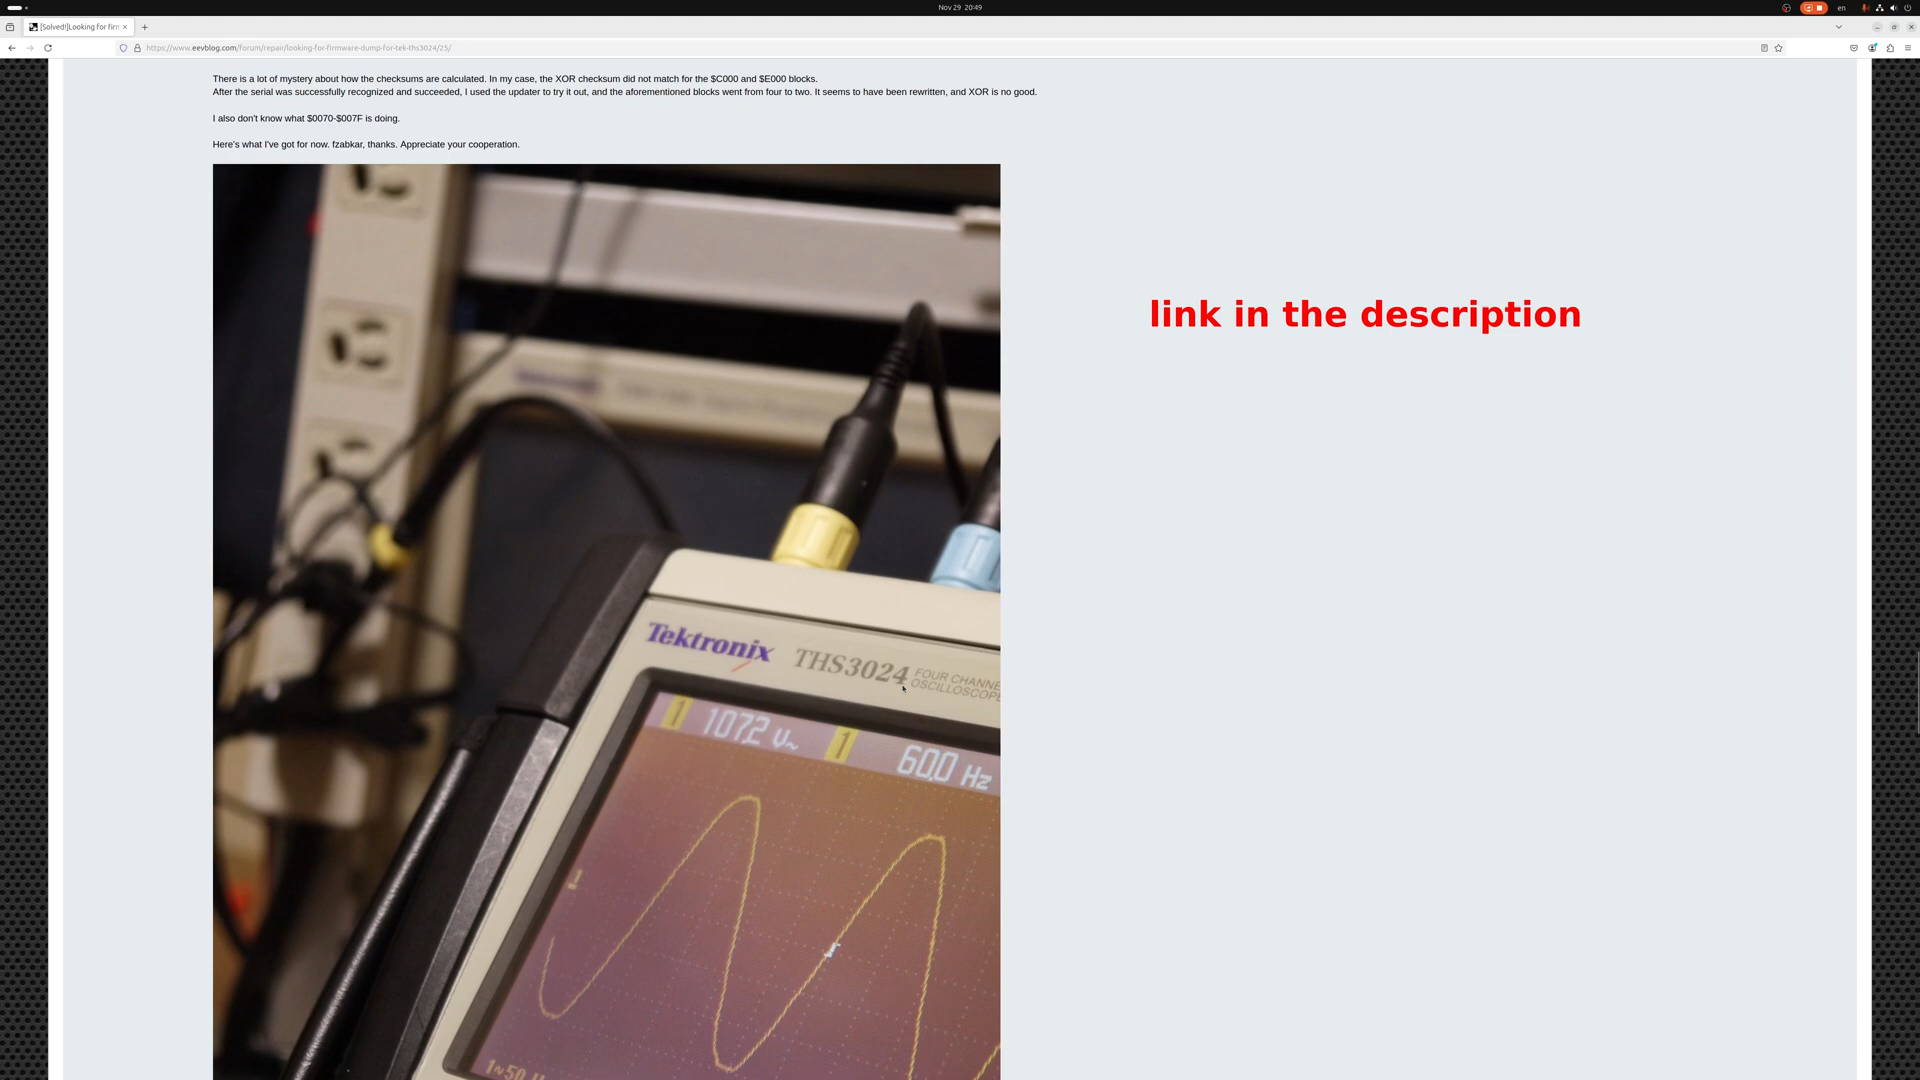 Nov 29 20:49
en
[Solved!]Looking for firm
https://www.eevblog.com/forum/repair/looking-for-firmware-dump-for-tek-ths3024/25/
There is a lot of mystery about how the checksums are calculated. In my case, the XOR checksum did not match for the $C000 and $E000 blocks.
After the serial was successfully recognized and succeeded, I used the updater to try it out, and the aforementioned blocks went from four to two. It seems to have been rewritten, and XOR is no good.
I also don't know what $0070-$007F is doing.
Here's what I've got for now. fzabkar, thanks. Appreciate your cooperation.
link in the description
Tektronix THS3024 FOUR CHANNE
OSCILLOSCOPE
1 107.2 V~ 1 60.0 Hz
1
1~50